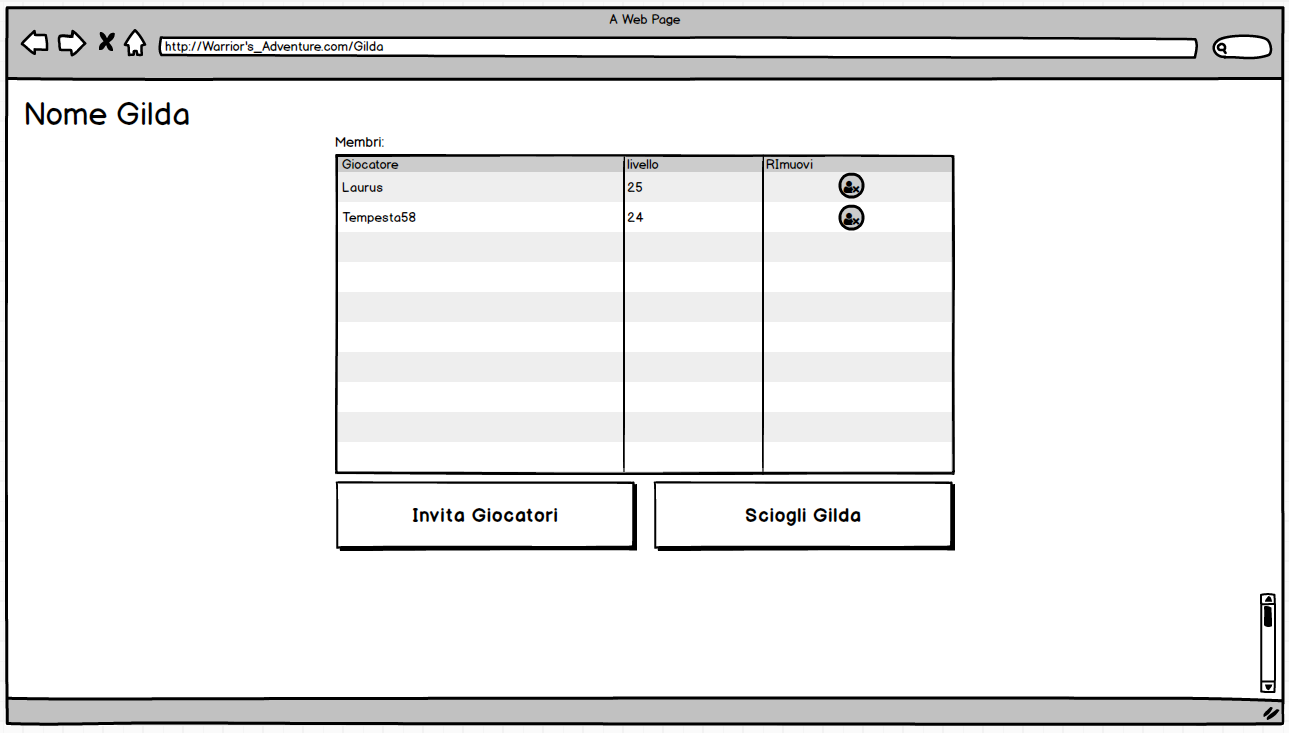 A Web Page
http://Warrior's_Adventure.com/Gilda
Nome Gilda
Membri:
Giocatore livello RImuovi
Laurus 25
Tempesta58 24
Invita Giocatori Sciogli Gilda